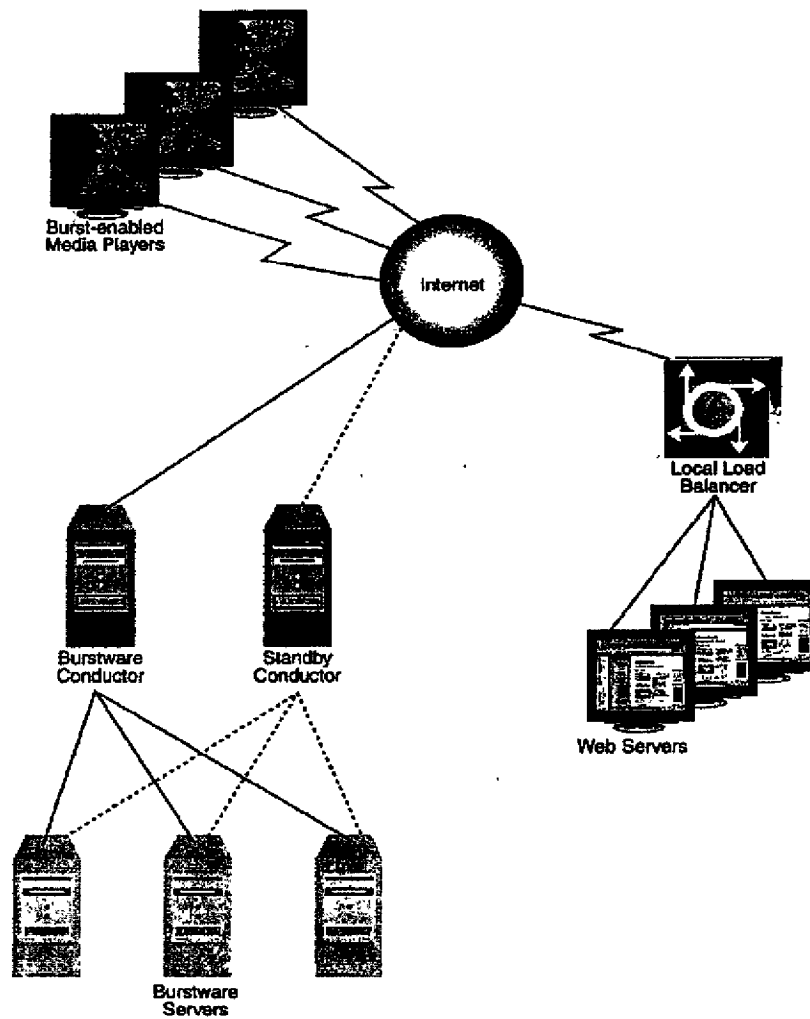 Burst-enabled
Media Players
Internet
Local Load
Balancer
Burstware
Conductor
Standby
Conductor
Web Servers
Burstware
Servers